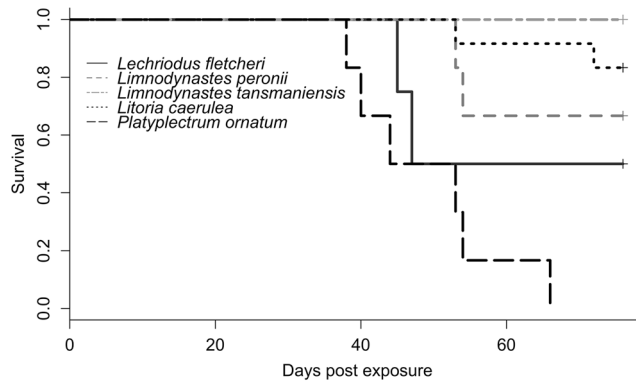 1.0
0.8
0.6
0.4
0.2
0.0
Survival
Lechriodus fletcheri
Limnodynastes peronii
Limnodynastes tansmaniensis
Litoria caerulea
Platyplectrum ornatum
0 20 40 60
Days post exposure